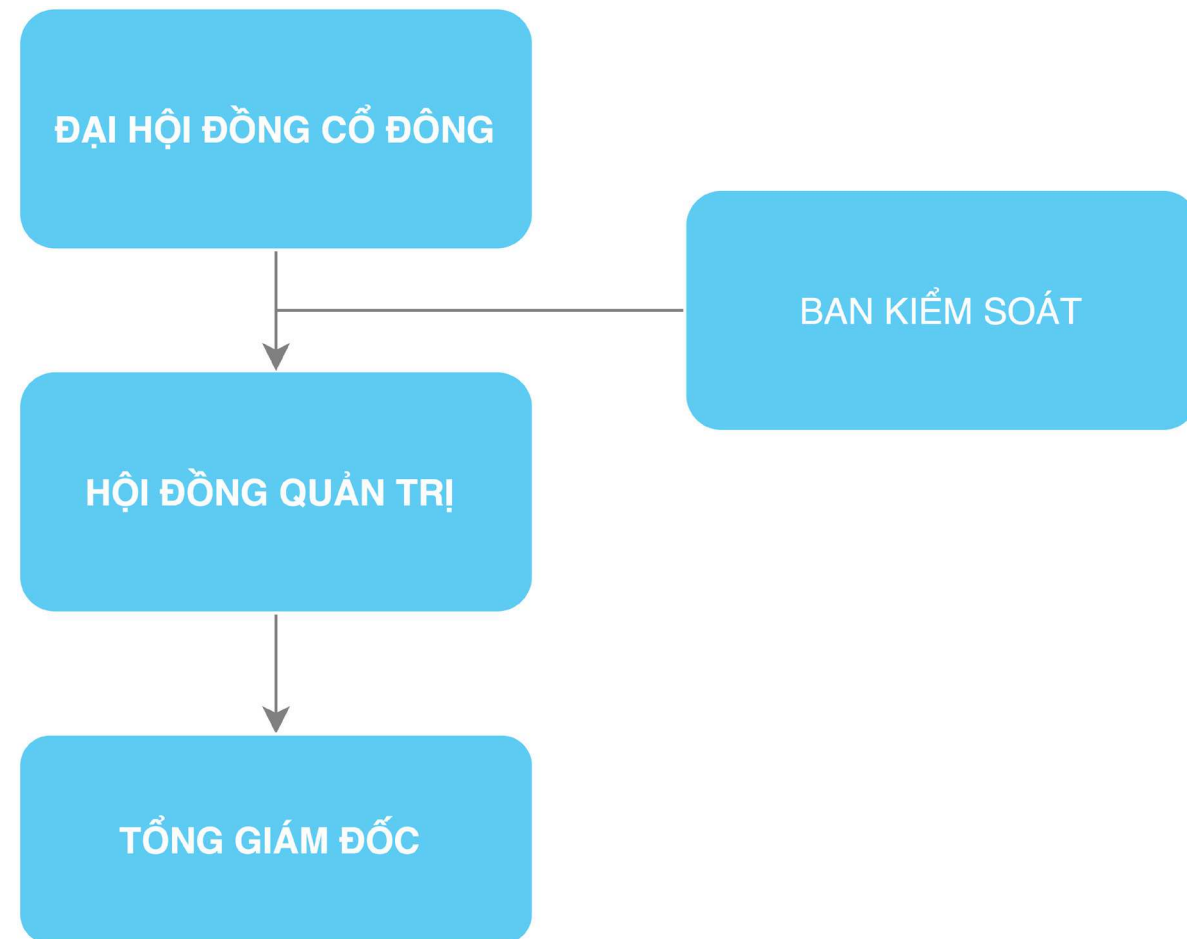 ĐẠI HỘI ĐỒNG CỔ ĐÔNG
BAN KIỂM SOÁT
HỘI ĐỒNG QUẢN TRỊ
TỔNG GIÁM ĐỐC